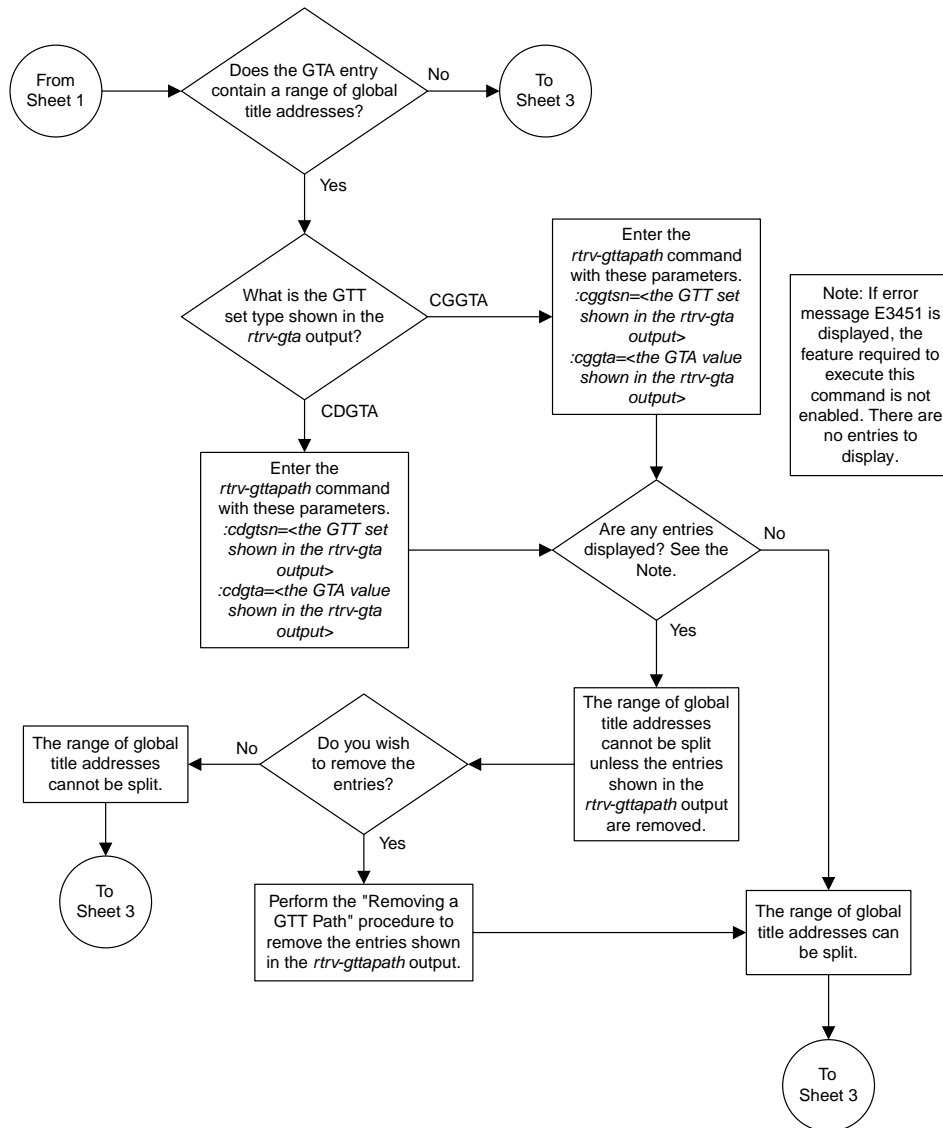 From
Sheet 1
Does the GTA entry
contain a range of global
title addresses?
No
To
Sheet 3
Yes
What is the GTT
set type shown in the
rtrv-gta output?
CGGTA
Enter the
rtrv-gttapath command
with these parameters.
:cggtsn=<the GTT set
shown in the rtrv-gta
output>
:cggta=<the GTA value
shown in the rtrv-gta
output>
Note: If error
message E3451 is
displayed, the
feature required to
execute this
command is not
enabled. There are
no entries to
display.
CDGTA
Enter the
rtrv-gttapath command
with these parameters.
:cdgtsn=<the GTT set
shown in the rtrv-gta
output>
:cdgta=<the GTA value
shown in the rtrv-gta
output>
Are any entries
displayed? See the
Note.
No
Yes
The range of global
title addresses
cannot be split
unless the entries
shown in the
rtrv-gttapath output
are removed.
Do you wish
to remove the
entries?
No
The range of global
title addresses
cannot be split.
To
Sheet 3
Yes
Perform the "Removing a
GTT Path" procedure to
remove the entries shown
in the rtrv-gttapath output.
The range of global
title addresses can
be split.
To
Sheet 3